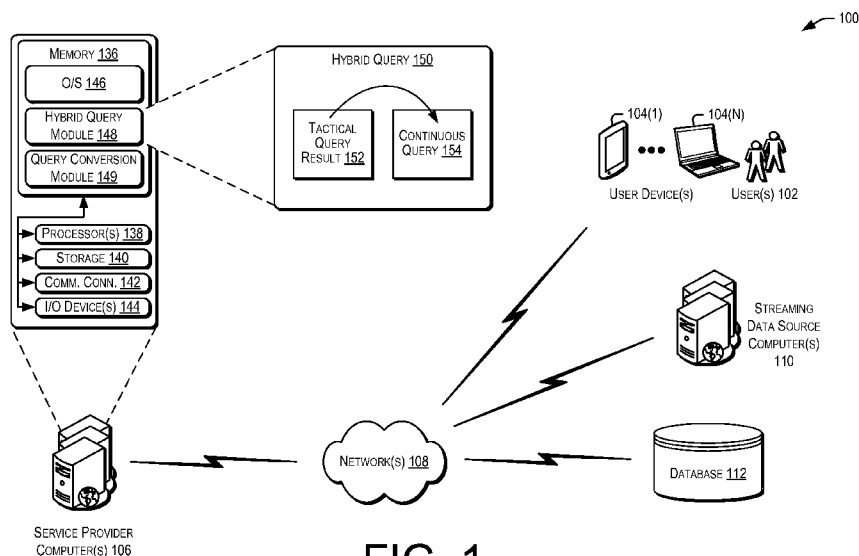 100
MEMORY 136
O/S 146
HYBRID QUERY
MODULE 148
QUERY CONVERSION
MODULE 149
PROCESSOR(S) 138
STORAGE 140
COMM. CONN. 142
I/O DEVICE(S) 144
HYBRID QUERY 150
TACTICAL
QUERY
RESULT 152
CONTINUOUS
QUERY 154
104(1)
104(N)
USER DEVICE(S)
USER(S) 102
STREAMING
DATA SOURCE
COMPUTER(S)
110
NETWORK(S) 108
DATABASE 112
SERVICE PROVIDER
COMPUTER(S) 106
FIG. 1